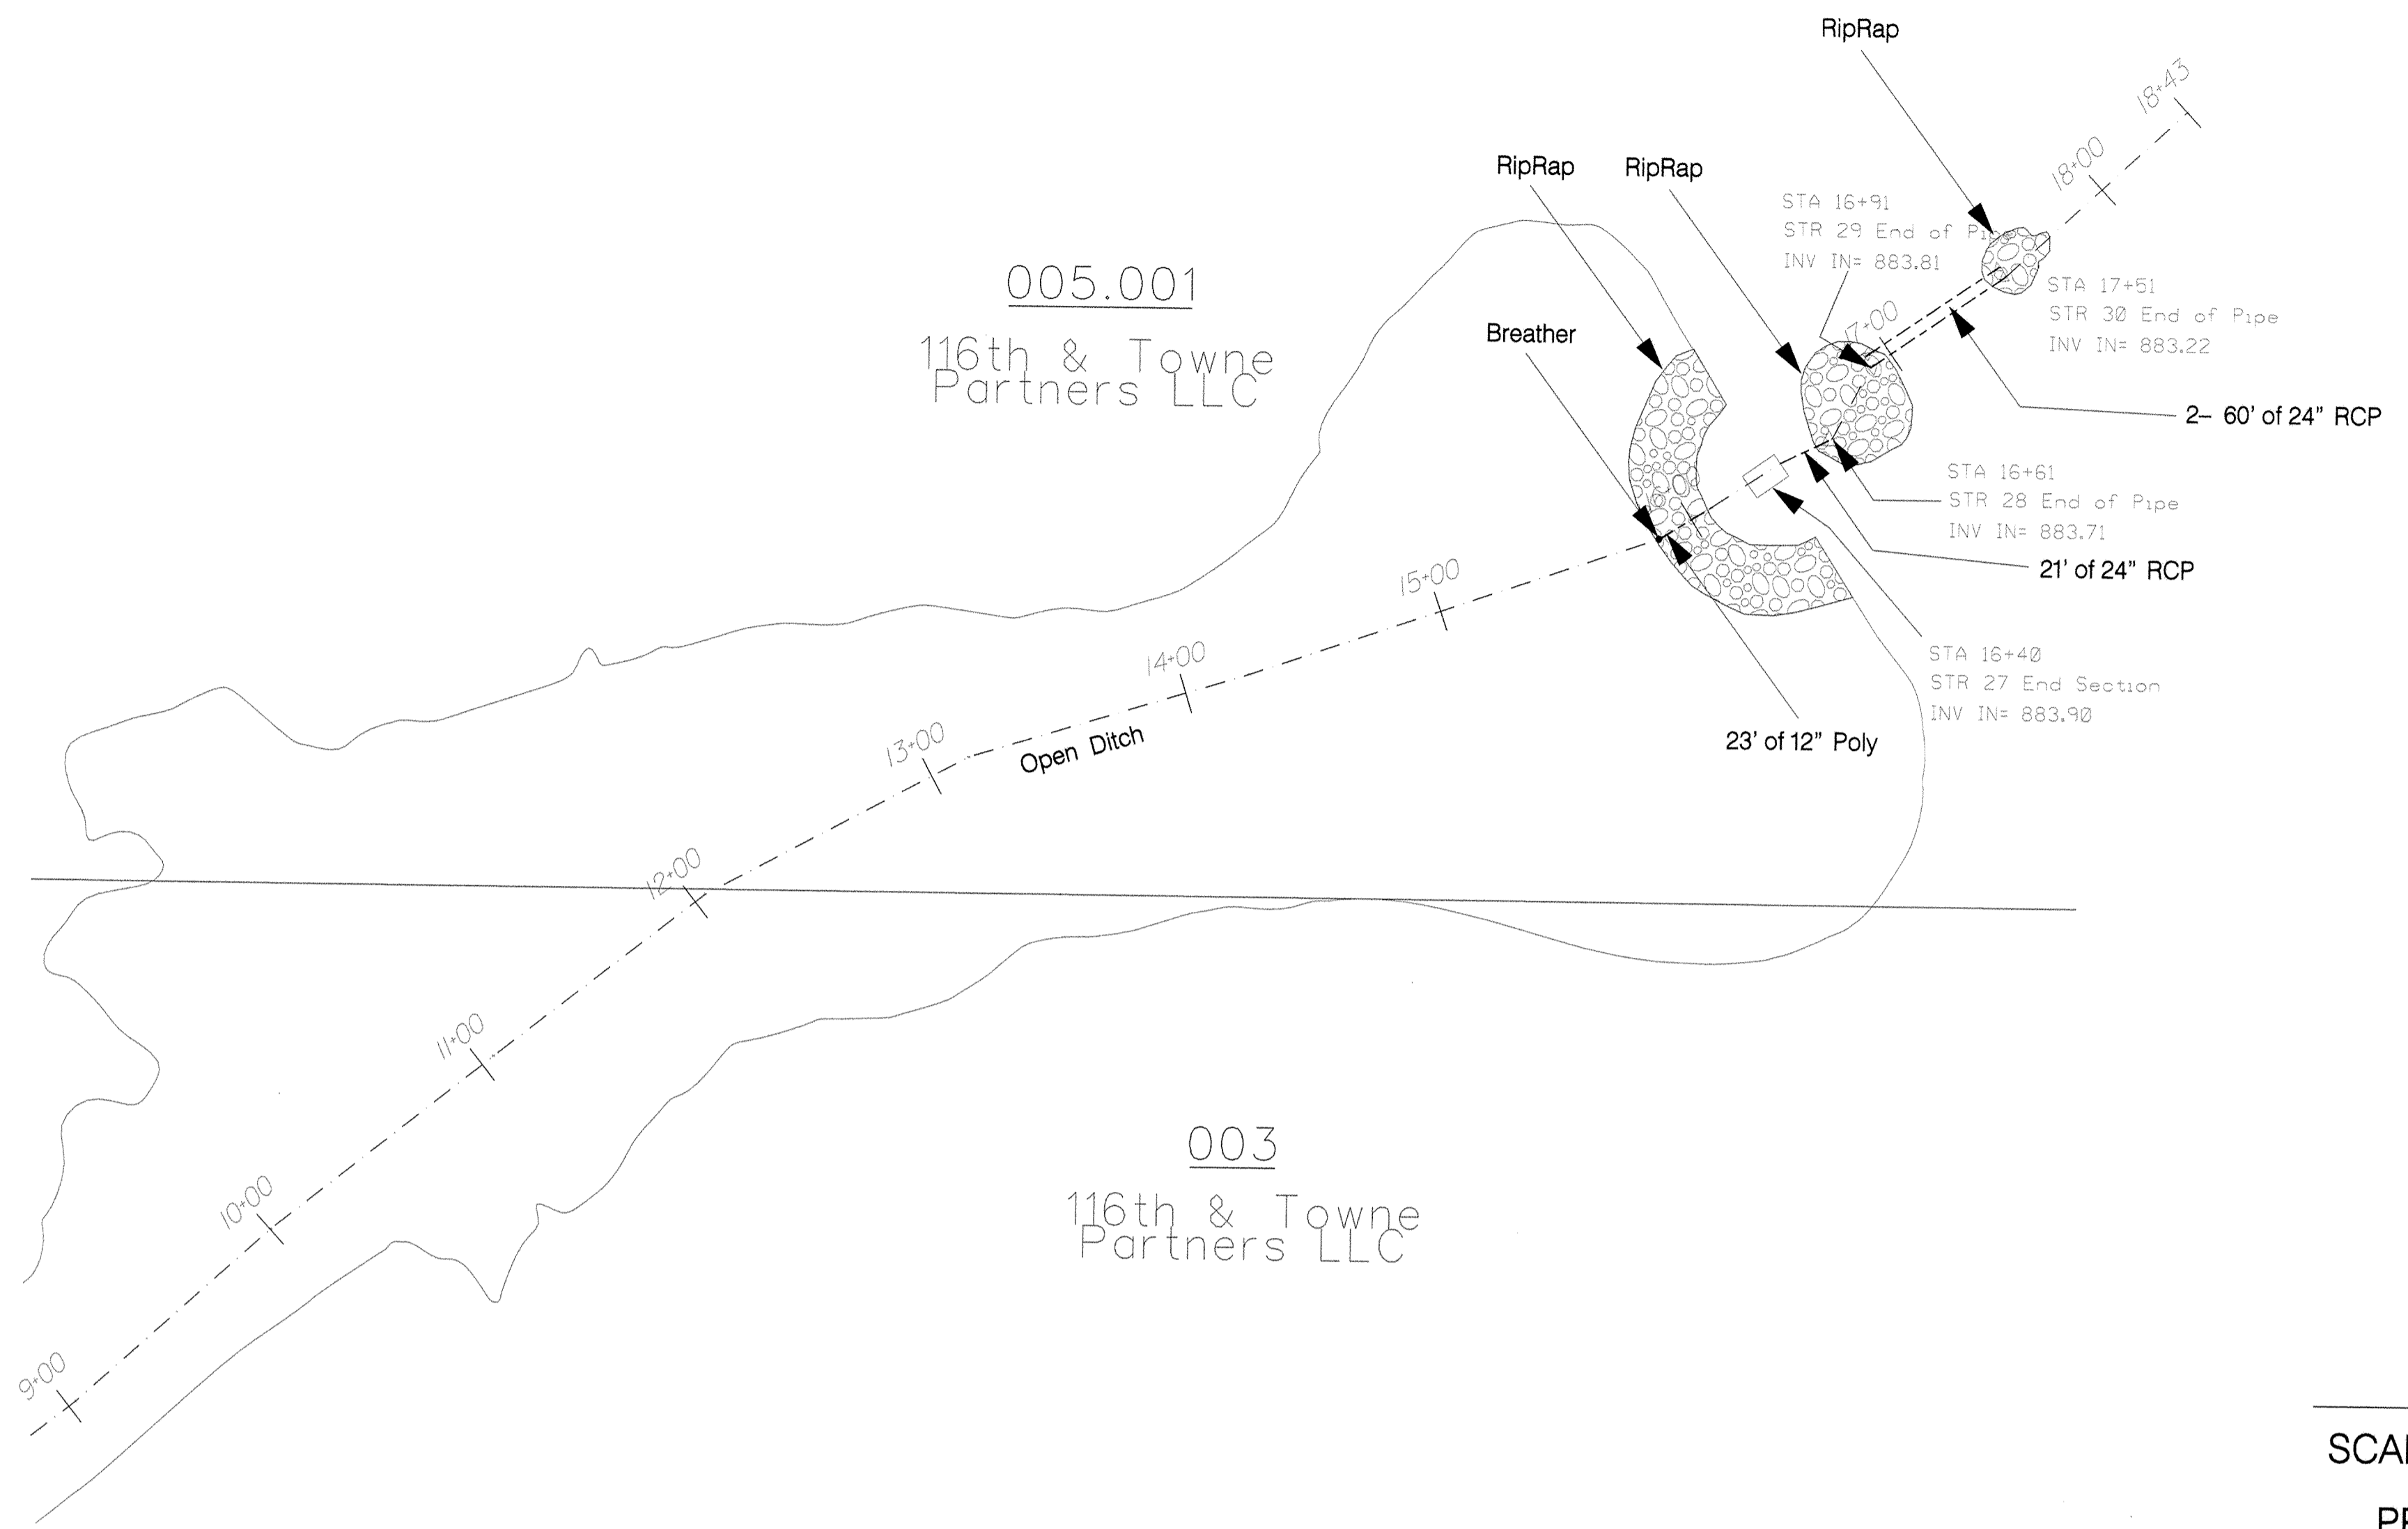 RipRap
18+43
18+00
RipRap
RipRap
STA 16+91
STR 29 End of Pipe
INV IN= 883.81
005.001
116th & Towne
Partners LLC
Breather
17+00
STA 17+51
STR 30 End of Pipe
INV IN= 883.22
2- 60' of 24" RCP
STA 16+61
STR 28 End of Pipe
INV IN= 883.71
21' of 24" RCP
15+00
STA 16+40
STR 27 End Section
INV IN= 883.90
23' of 12" Poly
14+00
13+00
Open Ditch
12+00
11+00
003
116th & Towne
Partners LLC
10+00
9+00